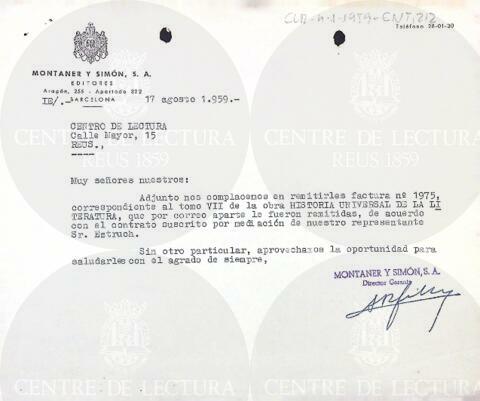 CLR-4.1-1959-CNT.212
Teléfono 28-01-30
MONTANER Y SIMÓN, S. A.
EDITORES
Aragón, 255 - Apartado 322
IE/.- BARCELONA
17 agosto 1.959.-
CENTRO DE LECTURA
Calle Mayor, 15
REUS.,
Muy señores nuestros:
Adjunto nos complacemos en remitirles factura nº 1975,
correspondiente al tomo VII de la obra HISTORIA UNIVERSAL DE LA LI
TERATURA, que por correo aparte le fueron remitidas, de acuerdo
con el contrato suscrito por mediación de nuestro representante
Sr. Estruch.
Sin otro particular, aprovechamos la oportunidad para
saludarles con el agrado de siempre,
MONTANER Y SIMÓN, S. A.
Director Gerente
CENTRE DE LECTURA
REUS 1859
CENTRE DE LECTURA
REUS 1859
CENTRE DE LECTURA
CENTRE DE LECTURA